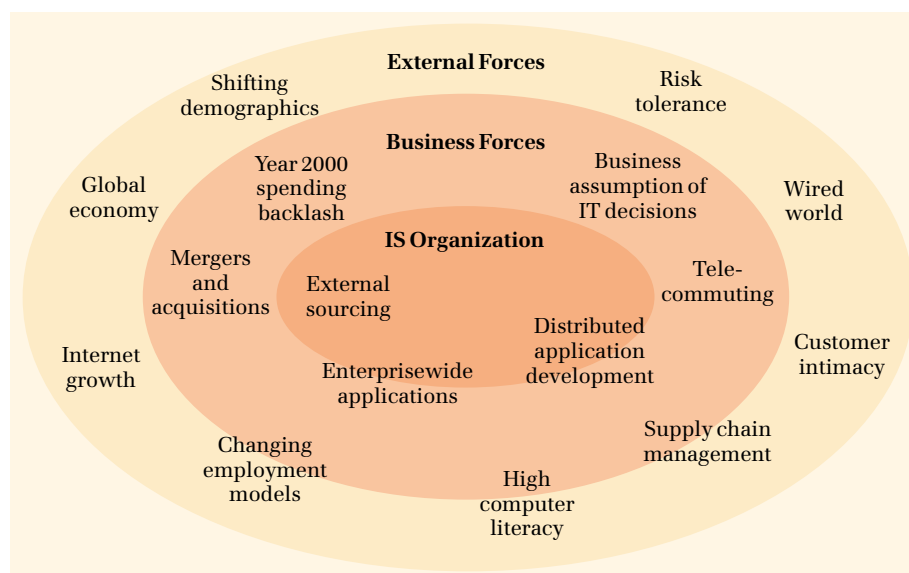 External Forces
Shifting
demographics
Risk
tolerance
Business Forces
Year 2000
spending
backlash
Business
assumption of
IT decisions
Global
economy
Wired
world
IS Organization
Mergers
and
acquisitions
External
sourcing
Tele-
commuting
Distributed
application
development
Internet
growth
Customer
intimacy
Enterprisewide
applications
Changing
employment
models
Supply chain
management
High
computer
literacy